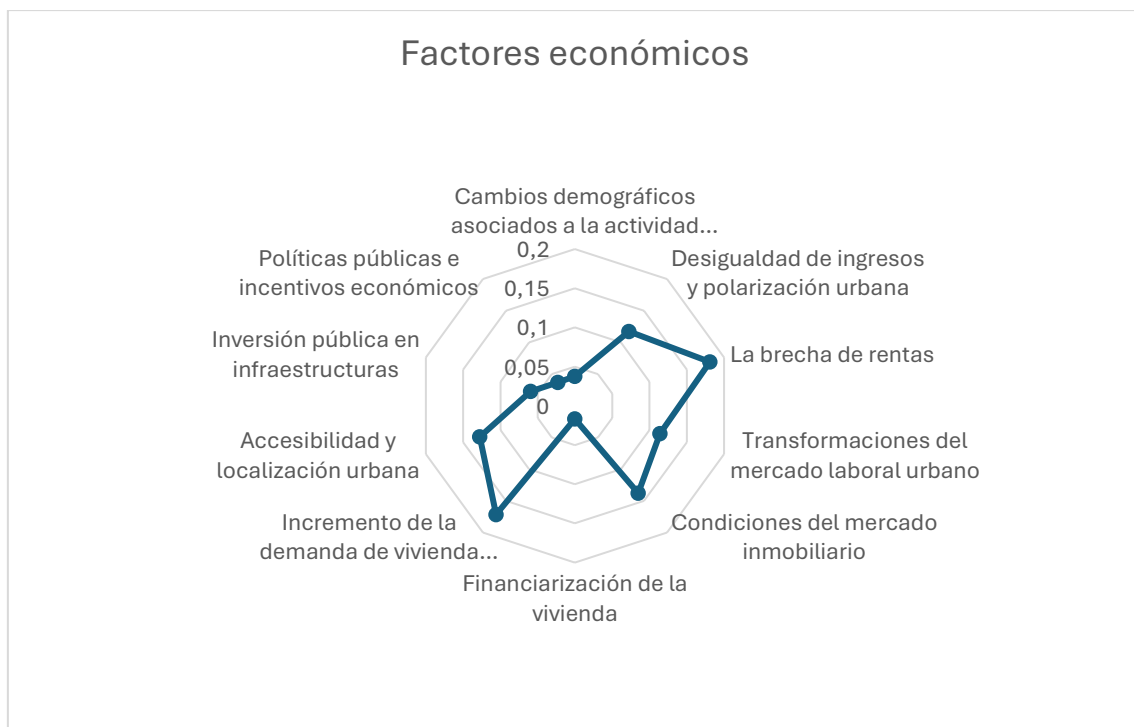 Factores económicos
Cambios demográficos
asociados a la actividad...
Desigualdad de ingresos
y polarización urbana
La brecha de rentas
Transformaciones del
mercado laboral urbano
Condiciones del mercado
inmobiliario
Financiarización de la
vivienda
Incremento de la
demanda de vivienda...
Accesibilidad y
localización urbana
Inversión pública en
infraestructuras
Políticas públicas e
incentivos económicos
0,2
0,15
0,1
0,05
0